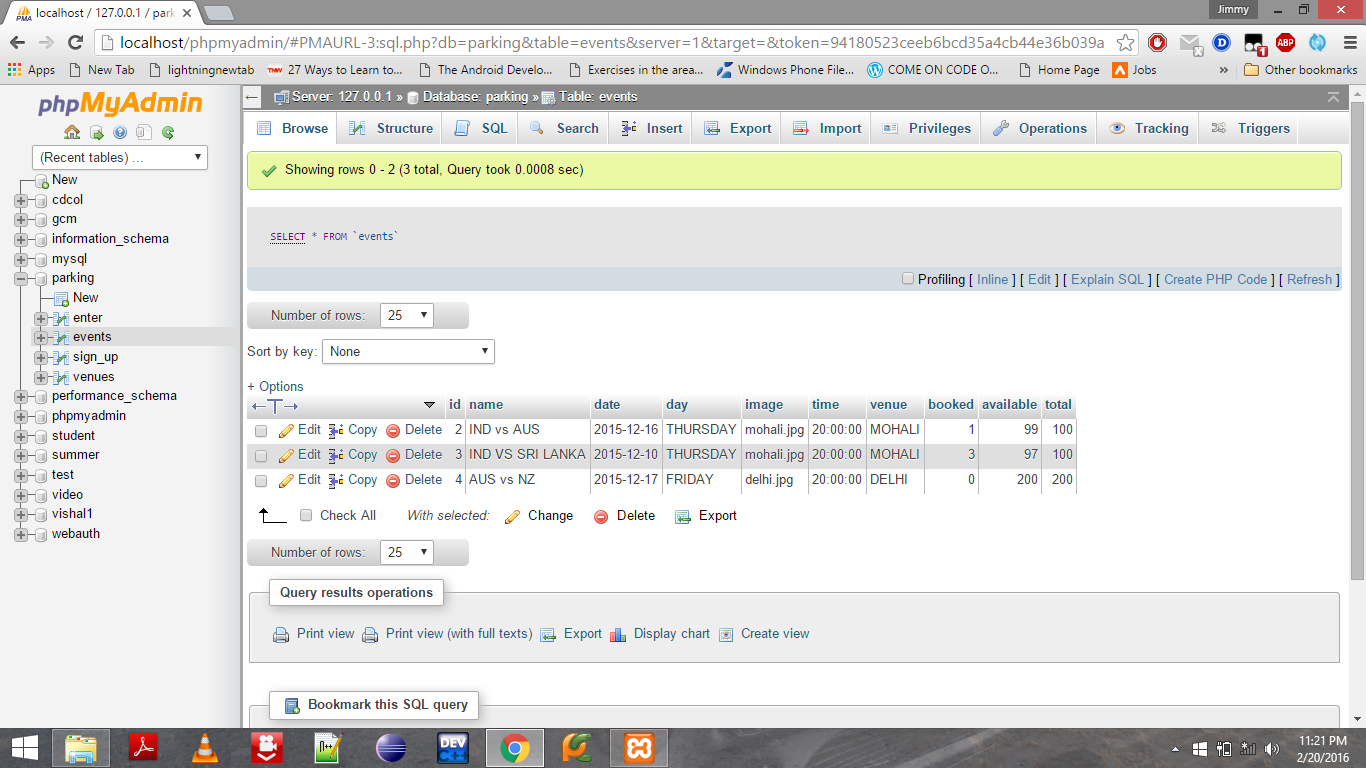 localhost / 127.0.0.1 / park
Jimmy
localhost/phpmyadmin/#PMAURL-3:sql.php?db=parking&table=events&server=1&target=&token=94180523ceeb6bcd35a4cb44e36b039a
Apps New Tab lightningnewtab 27 Ways to Learn to... The Android Develo... Exercises in the area... Windows Phone File... COME ON CODE O... Home Page Jobs » Other bookmarks
phpMyAdmin
(Recent tables) ...
New
cdcol
gcm
information_schema
mysql
parking
New
enter
events
sign_up
venues
performance_schema
phpmyadmin
student
summer
test
video
vishal1
webauth
Server: 127.0.0.1 » Database: parking » Table: events
Browse Structure SQL Search Insert Export Import Privileges Operations Tracking Triggers
Showing rows 0 - 2 (3 total, Query took 0.0008 sec)
SELECT * FROM `events`
Profiling [ Inline ] [ Edit ] [ Explain SQL ] [ Create PHP Code ] [ Refresh ]
Number of rows: 25
Sort by key: None
+ Options
id name date day image time venue booked available total
Edit Copy Delete 2 IND vs AUS 2015-12-16 THURSDAY mohali.jpg 20:00:00 MOHALI 1 99 100
Edit Copy Delete 3 IND VS SRI LANKA 2015-12-10 THURSDAY mohali.jpg 20:00:00 MOHALI 3 97 100
Edit Copy Delete 4 AUS vs NZ 2015-12-17 FRIDAY delhi.jpg 20:00:00 DELHI 0 200 200
Check All With selected: Change Delete Export
Number of rows: 25
Query results operations
Print view Print view (with full texts) Export Display chart Create view
Bookmark this SQL query
11:21 PM
2/20/2016